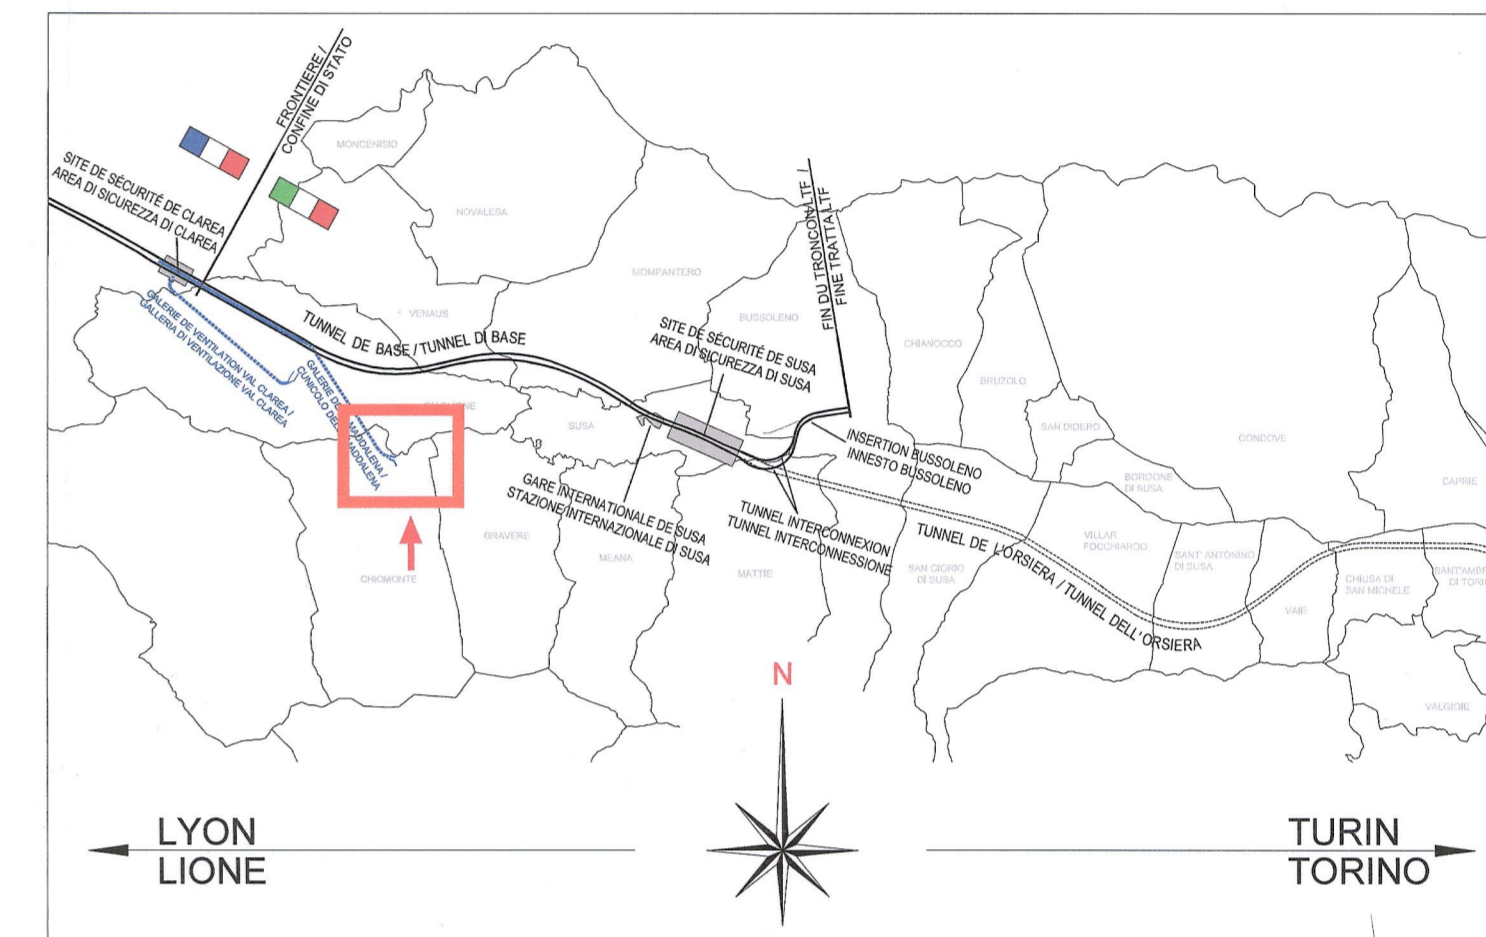 FRONTIERE /
CONFINE DI STATO
MONCENISIO
SITE DE SÉCURITÉ DE CLAREA
AREA DI SICUREZZA DI CLAREA
NOVALESA
FIN DU TRONCON LTF /
FINE TRATTA LTF
MOMPANTERO
VENAUS
BUSSOLENO
GALERIE DE VENTILATION VAL CLAREA /
GALLERIA DI VENTILAZIONE VAL CLAREA
TUNNEL DE BASE / TUNNEL DI BASE
SITE DE SÉCURITÉ DE SUSA
AREA DI SICUREZZA DI SUSA
CHIANOCCO
BRUZOLO
SUSA
SAN DIDERO
CONDOVE
INSERTION BUSSOLENO
INNESTO BUSSOLENO
BORGONE
DI SUSA
CAPRIE
GARE INTERNATIONALE DE SUSA
STAZIONE INTERNAZIONALE DI SUSA
TUNNEL INTERCONNEXION
TUNNEL INTERCONNESSIONE
TUNNEL DE L'ORSIERA / TUNNEL DELL'ORSIERA
GRAVERE
MEANA
MATTIE
CHIOMONTE
SAN GIORIO
DI SUSA
VILLAR
FOCCHIARDO
SANT' ANTONINO
DI SUSA
VAIE
CHIUSA DI
SAN MICHELE
VALGIOIE
N
LYON
LIONE
TURIN
TORINO